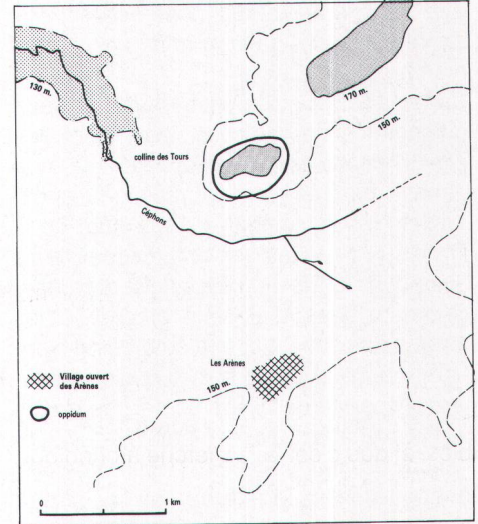 130 m.
170 m.
150 m.
colline des Tours
Céphons
Les Arènes
150 m.
Village ouvert
des Arènes
oppidum
0 1 km